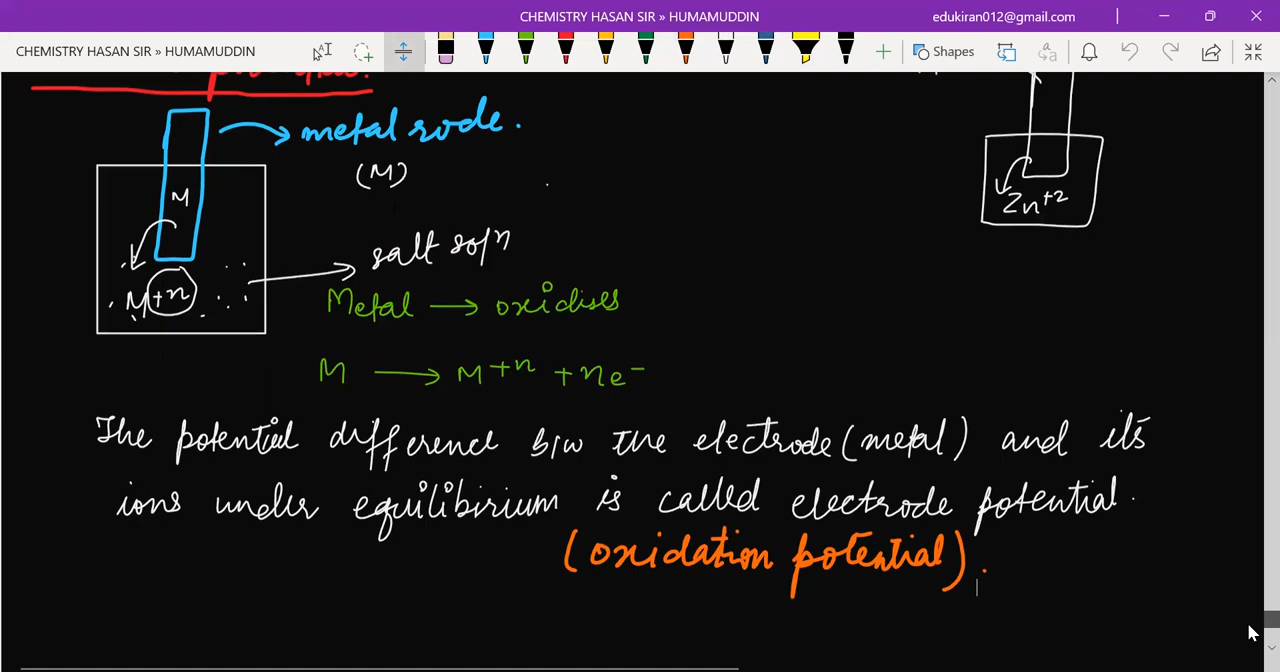 CHEMISTRY HASAN SIR » HUMAMUDDIN
edukiran012@gmail.com
CHEMISTRY HASAN SIR » HUMAMUDDIN
Shapes
metal rode.
(M)
M
Zn+2
salt soln
M+n
Metal → oxidises
M → M+n + ne-
The potential difference b/w the electrode (metal) and its
ions under equilibirium is called electrode potential.
(oxidation potential).